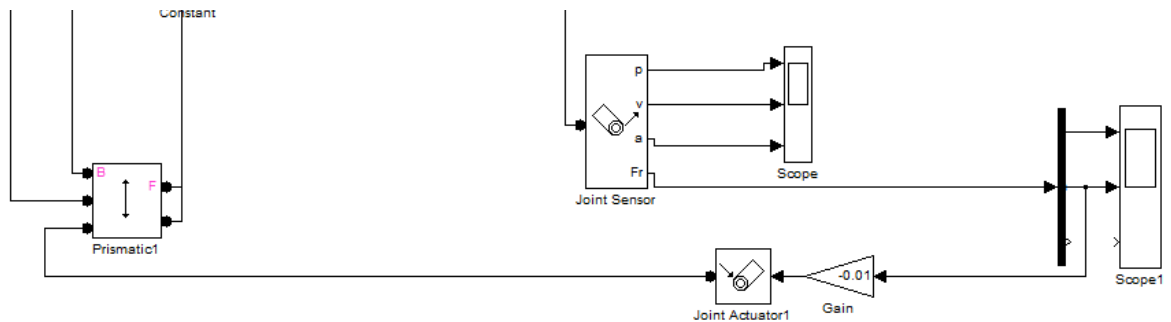 Constant
p
v
a
Fr
Joint Sensor
Scope
B
F
Prismatic1
-0.01
Gain
Joint Actuator1
Scope1